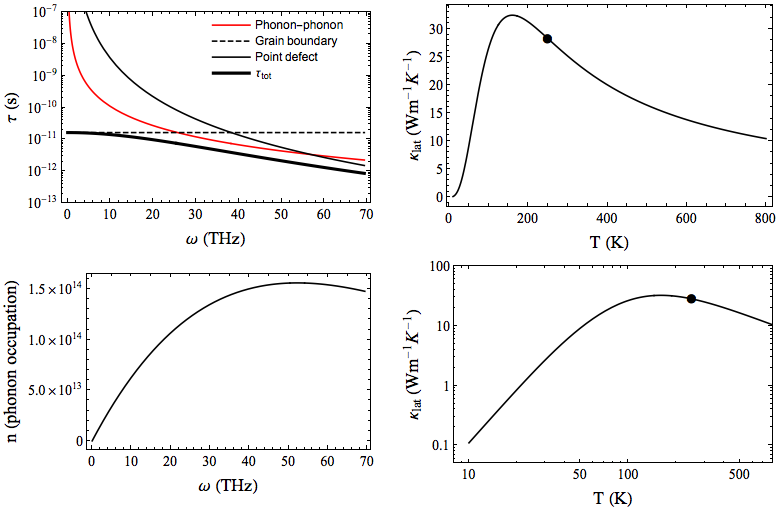 10⁻⁷
10⁻⁸
10⁻⁹
10⁻¹⁰
10⁻¹¹
10⁻¹²
10⁻¹³
τ (s)
Phonon–phonon
Grain boundary
Point defect
τtot
0 10 20 30 40 50 60 70
ω (THz)
30
25
20
15
10
5
0
κlat (Wm⁻¹K⁻¹)
0 200 400 600 800
T (K)
1.5×10¹⁴
1.×10¹⁴
5.0×10¹³
0
n (phonon occupation)
0 10 20 30 40 50 60 70
ω (THz)
100
10
1
0.1
κlat (Wm⁻¹K⁻¹)
10 50 100 500
T (K)